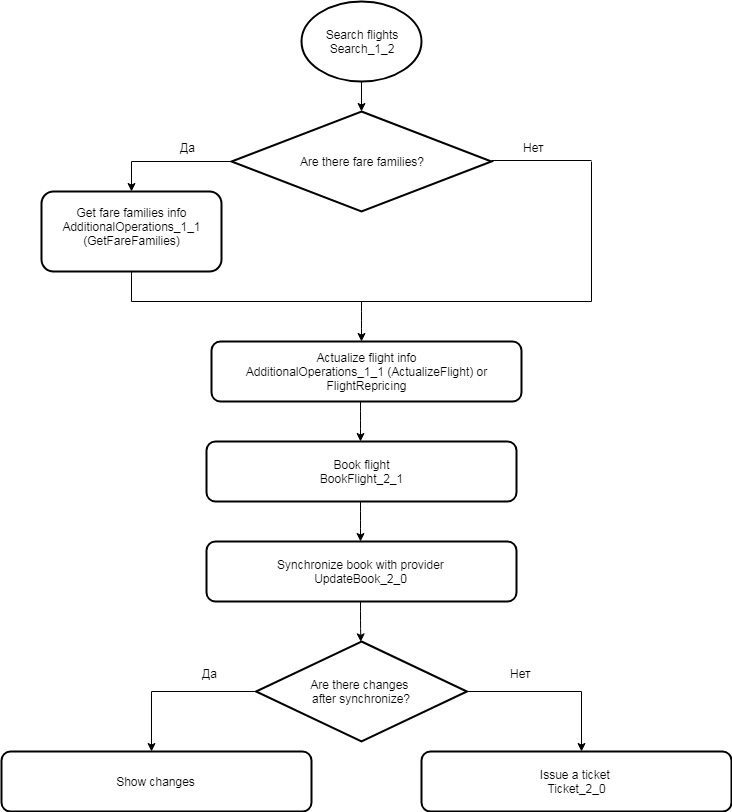 Search flights
Search_1_2
Да
Are there fare families?
Нет
Get fare families info
AdditionalOperations_1_1
(GetFareFamilies)
Actualize flight info
AdditionalOperations_1_1 (ActualizeFlight) or
FlightRepricing
Book flight
BookFlight_2_1
Synchronize book with provider
UpdateBook_2_0
Да
Are there changes
after synchronize?
Нет
Show changes
Issue a ticket
Ticket_2_0